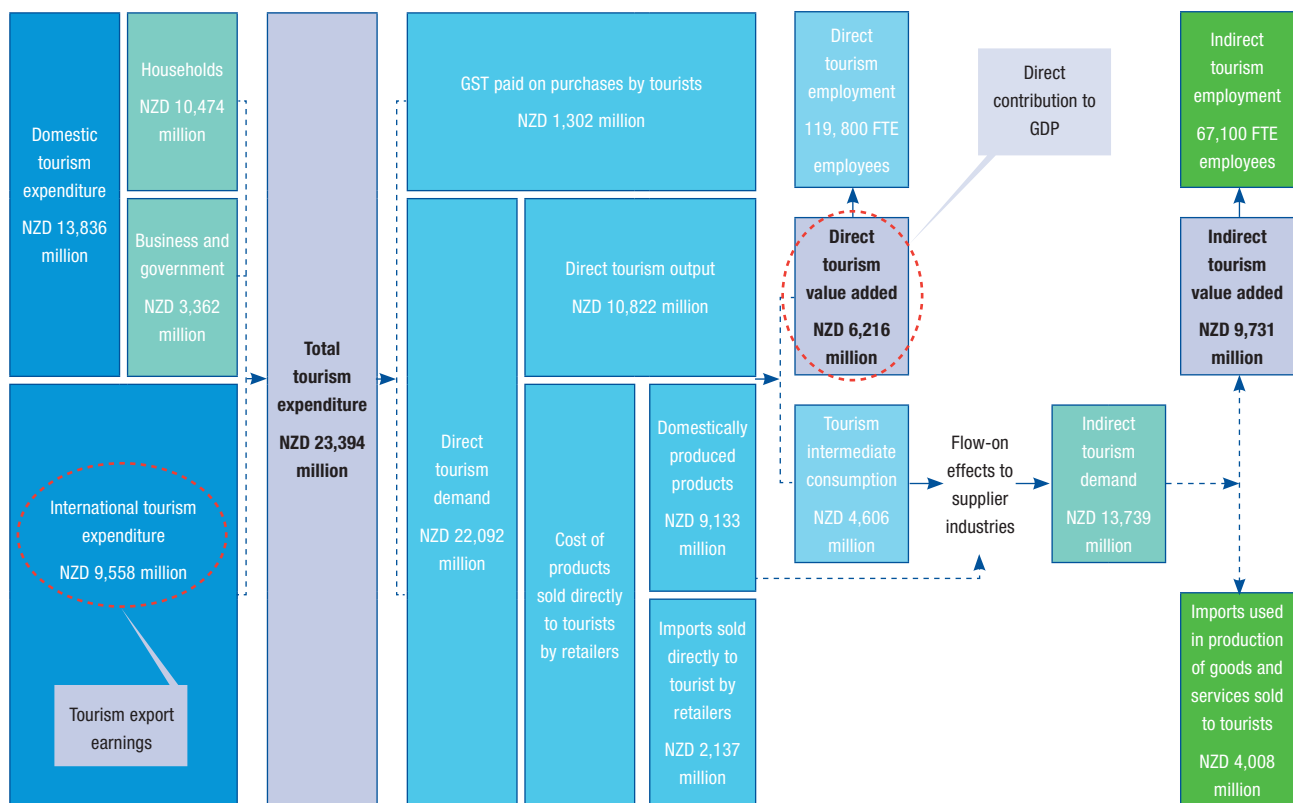 Domestic
tourism
expenditure
NZD 13,836
million
Households
NZD 10,474
million
Business and
government
NZD 3,362
million
International tourism
expenditure
NZD 9,558 million
Tourism export
earnings
Total
tourism
expenditure
NZD 23,394
million
GST paid on purchases by tourists
NZD 1,302 million
Direct
tourism
demand
NZD 22,092
million
Direct tourism output
NZD 10,822 million
Cost of
products
sold directly
to tourists
by retailers
Domestically
produced
products
NZD 9,133
million
Imports sold
directly to
tourist by
retailers
NZD 2,137
million
Direct
tourism
employment
119, 800 FTE
employees
Direct
contribution to
GDP
Direct
tourism
value added
NZD 6,216
million
Tourism
intermediate
consumption
NZD 4,606
million
Flow-on
effects to
supplier
industries
Indirect
tourism
demand
NZD 13,739
million
Indirect
tourism
employment
67,100 FTE
employees
Indirect
tourism
value added
NZD 9,731
million
Imports used
in production
of goods and
services sold
to tourists
NZD 4,008
million